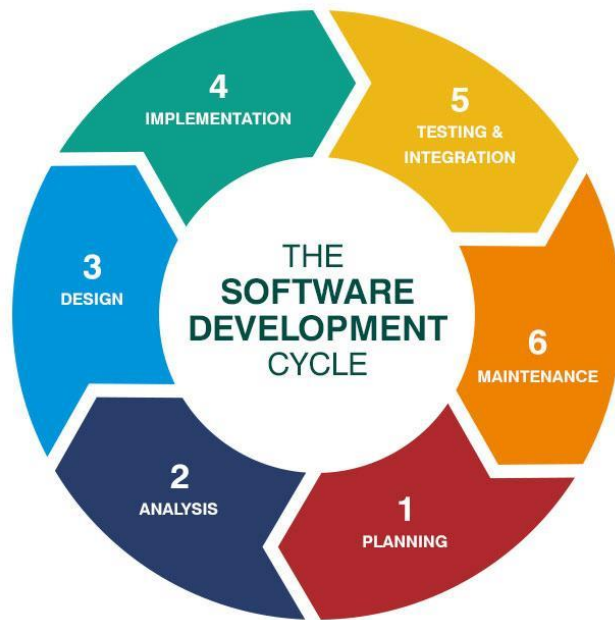 THE
SOFTWARE
DEVELOPMENT
CYCLE
1
PLANNING
2
ANALYSIS
3
DESIGN
4
IMPLEMENTATION
5
TESTING &
INTEGRATION
6
MAINTENANCE